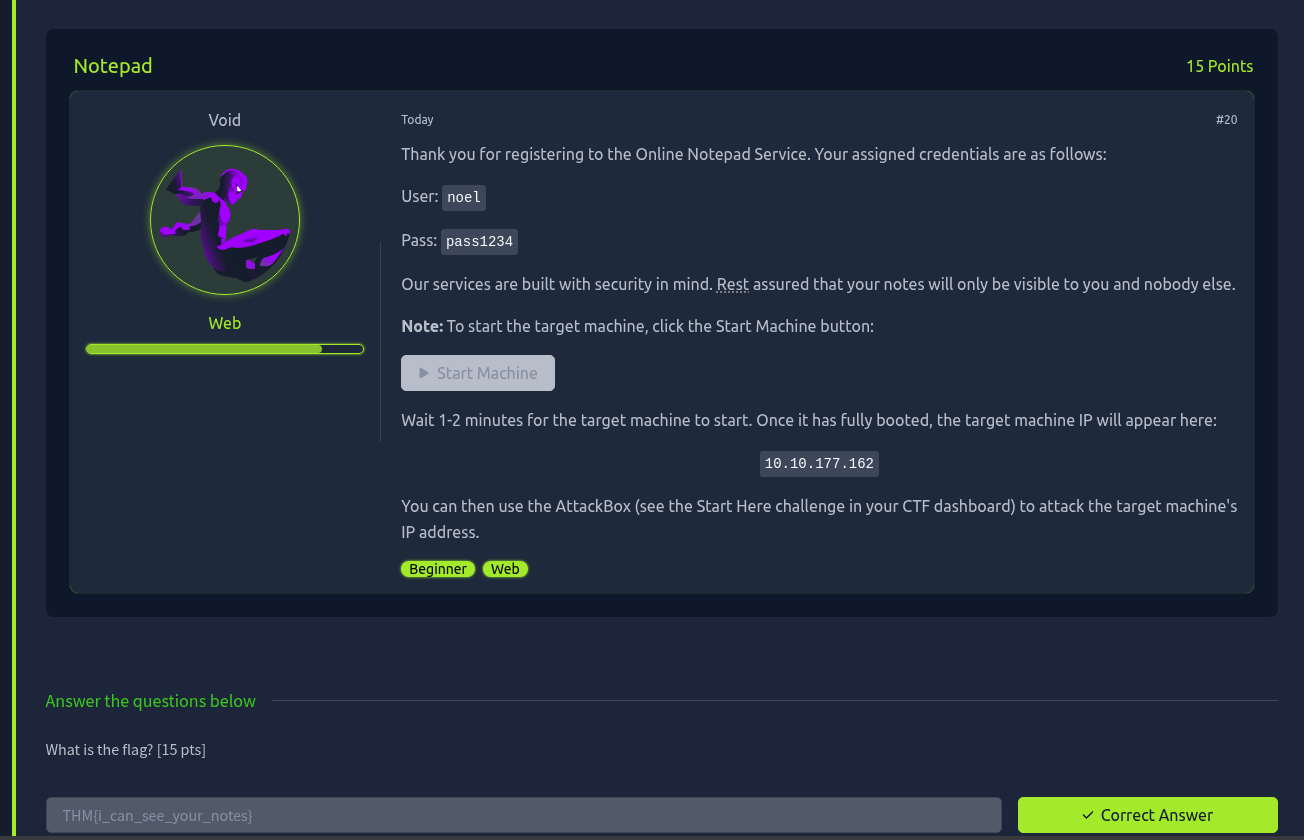 Notepad
15 Points
Void
Web
Today
#20
Thank you for registering to the Online Notepad Service. Your assigned credentials are as follows:
User: noel
Pass: pass1234
Our services are built with security in mind. Rest assured that your notes will only be visible to you and nobody else.
Note: To start the target machine, click the Start Machine button:
Start Machine
Wait 1-2 minutes for the target machine to start. Once it has fully booted, the target machine IP will appear here:
10.10.177.162
You can then use the AttackBox (see the Start Here challenge in your CTF dashboard) to attack the target machine's
IP address.
Beginner Web
Answer the questions below
What is the flag? [15 pts]
THM{i_can_see_your_notes}
Correct Answer